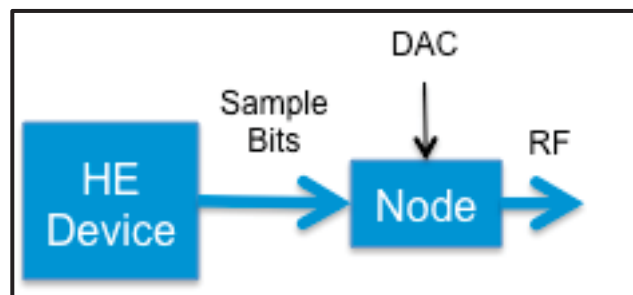 DAC
Sample
Bits
RF
HE
Device
Node